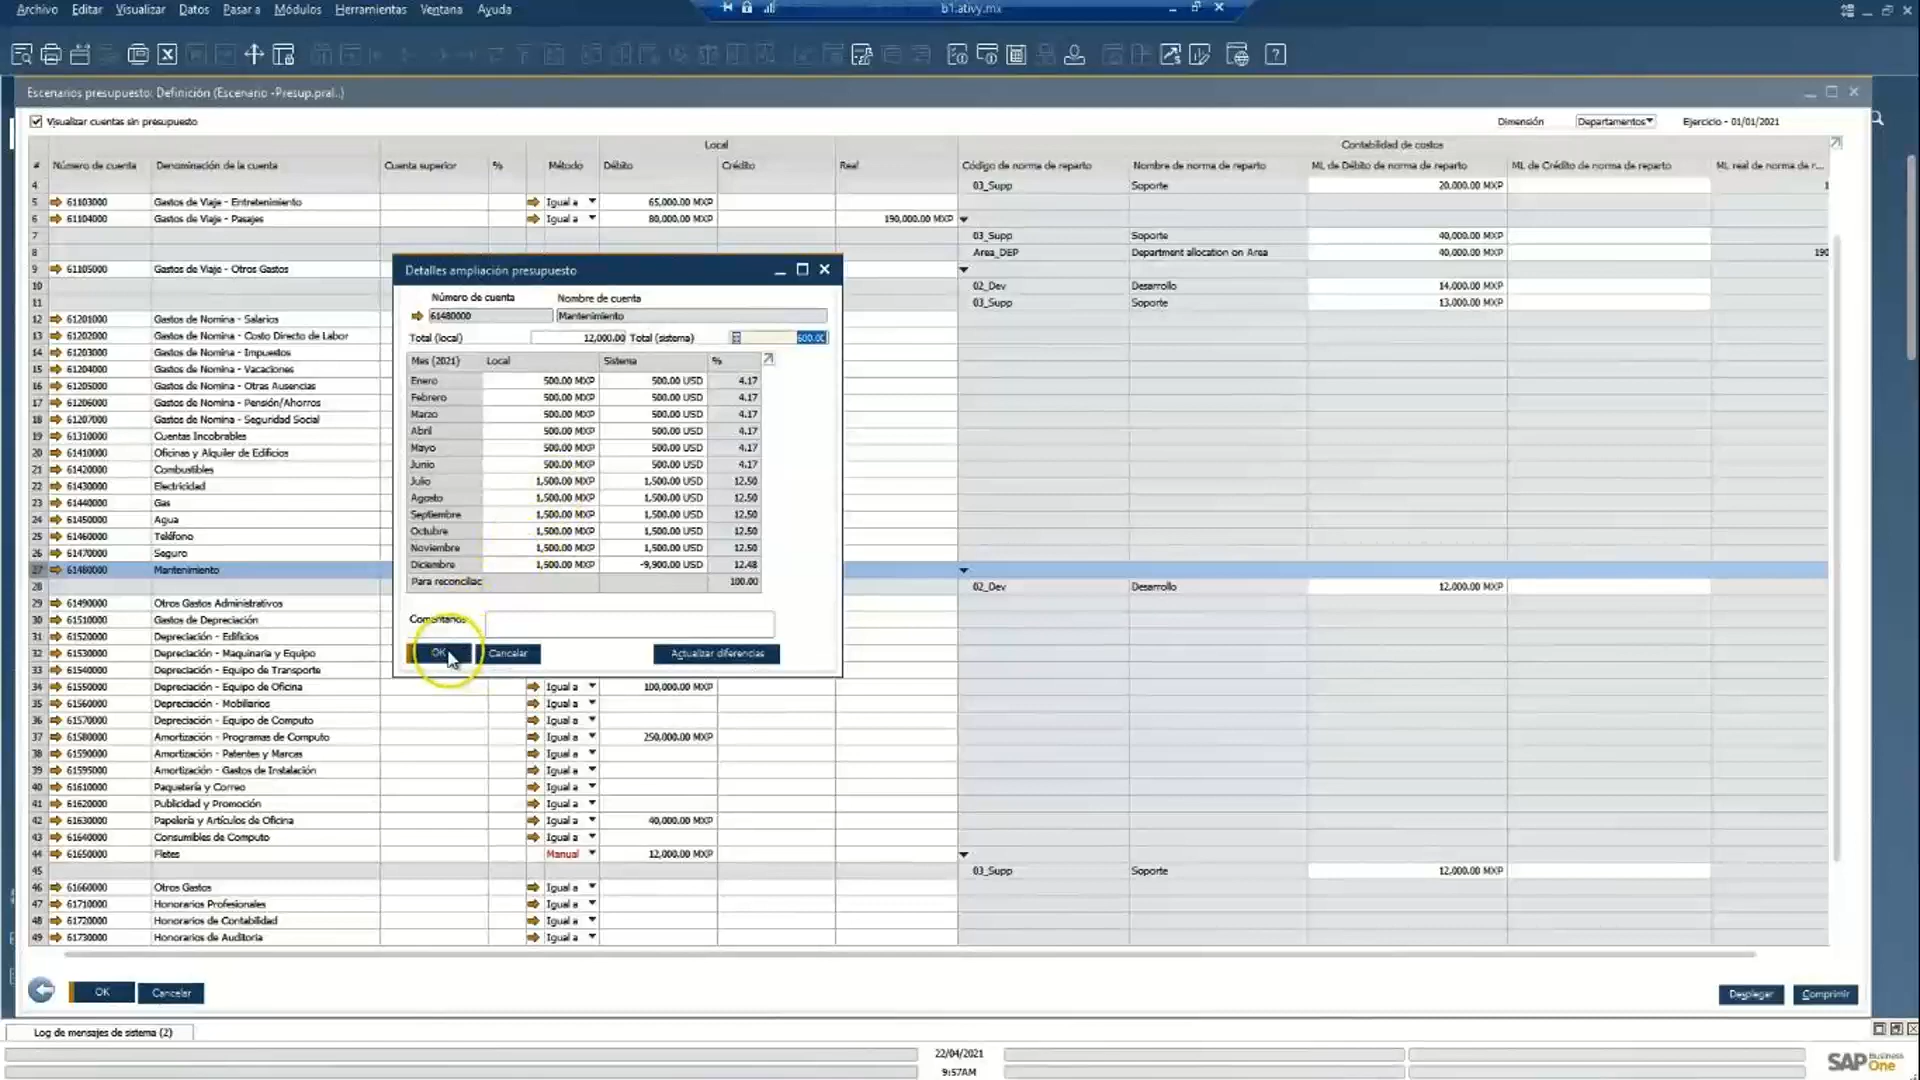 Archivo Editar Visualizar Datos Pasar a Módulos Herramientas Ventana Ayuda
b1.ativy.mx
Escenarios presupuesto: Definición (Escenario -Presup.pral..)
Visualizar cuentas sin presupuesto
Dimensión Departamentos Ejercicio - 01/01/2021
Local Contabilidad de costos
# Número de cuenta Denominación de la cuenta Cuenta superior % Método Débito Crédito Real Código de norma de reparto Nombre de norma de reparto ML de Débito de norma de reparto ML de Crédito de norma de reparto ML real de norma de r...
4 03_Supp Soporte 20.000.00 MXP 1
5 61103000 Gastos de Viaje - Entretenimiento Igual a 65,000.00 MXP
6 61104000 Gastos de Viaje - Pasajes Igual a 80,000.00 MXP 190,000.00 MXP
7 03_Supp Soporte 40,000.00 MXP
8 Area_DEP Department allocation on Area 40,000.00 MXP 190
9 61105000 Gastos de Viaje - Otros Gastos
10 02_Dev Desarrollo 14,000.00 MXP
11 03_Supp Soporte 13.000.00 MXP
12 61201000 Gastos de Nomina - Salarios
13 61202000 Gastos de Nomina - Costo Directo de Labor
14 61203000 Gastos de Nomina - Impuestos
15 61204000 Gastos de Nomina - Vacaciones
16 61205000 Gastos de Nomina - Otras Ausencias
17 61206000 Gastos de Nomina - Pensión/Ahorros
18 61207000 Gastos de Nomina - Seguridad Social
19 61310000 Cuentas Incobrables
20 61410000 Oficinas y Alquiler de Edificios
21 61420000 Combustibles
22 61430000 Electricidad
23 61440000 Gas
24 61450000 Agua
25 61460000 Teléfono
26 61470000 Seguro
27 61480000 Mantenimiento
28 02_Dev Desarrollo 12,000.00 MXP
29 61490000 Otros Gastos Administrativos
30 61510000 Gastos de Depreciación
31 61520000 Depreciación - Edificios
32 61530000 Depreciación - Maquinaria y Equipo
33 61540000 Depreciación - Equipo de Transporte
34 61550000 Depreciación - Equipo de Oficina Igual a 100,000.00 MXP
35 61560000 Depreciación - Mobiliarios Igual a
36 61570000 Depreciación - Equipo de Computo Igual a
37 61580000 Amortización - Programas de Computo Igual a 250,000.00 MXP
38 61590000 Amortización - Patentes y Marcas Igual a
39 61595000 Amortización - Gastos de Instalación Igual a
40 61610000 Paquetería y Correo Igual a
41 61620000 Publicidad y Promoción Igual a
42 61630000 Papelería y Artículos de Oficina Igual a 40,000.00 MXP
43 61640000 Consumibles de Computo Igual a
44 61650000 Fletes Manual 12,000.00 MXP
45 03_Supp Soporte 12,000.00 MXP
46 61660000 Otros Gastos Igual a
47 61710000 Honorarios Profesionales Igual a
48 61720000 Honorarios de Contabilidad Igual a
49 61730000 Honorarios de Auditoria Igual a
Detalles ampliación presupuesto
Número de cuenta Nombre de cuenta
61480000 Mantenimiento
Total (local) 12,000.00 Total (sistema) 600.00
Mes (2021) Local Sistema %
Enero 500.00 MXP 500.00 USD 4.17
Febrero 500.00 MXP 500.00 USD 4.17
Marzo 500.00 MXP 500.00 USD 4.17
Abril 500.00 MXP 500.00 USD 4.17
Mayo 500.00 MXP 500.00 USD 4.17
Junio 500.00 MXP 500.00 USD 4.17
Julio 1,500.00 MXP 1,500.00 USD 12.50
Agosto 1,500.00 MXP 1,500.00 USD 12.50
Septiembre 1,500.00 MXP 1,500.00 USD 12.50
Octubre 1,500.00 MXP 1,500.00 USD 12.50
Noviembre 1,500.00 MXP 1,500.00 USD 12.50
Diciembre 1,500.00 MXP -9,900.00 USD 12.48
Para reconciliac 100.00
Comentarios
OK Cancelar Actualizar diferencias
OK Cancelar Desplegar Comprimir
Log de mensajes de sistema (2)
22/04/2021
9:57AM
SAP Business One